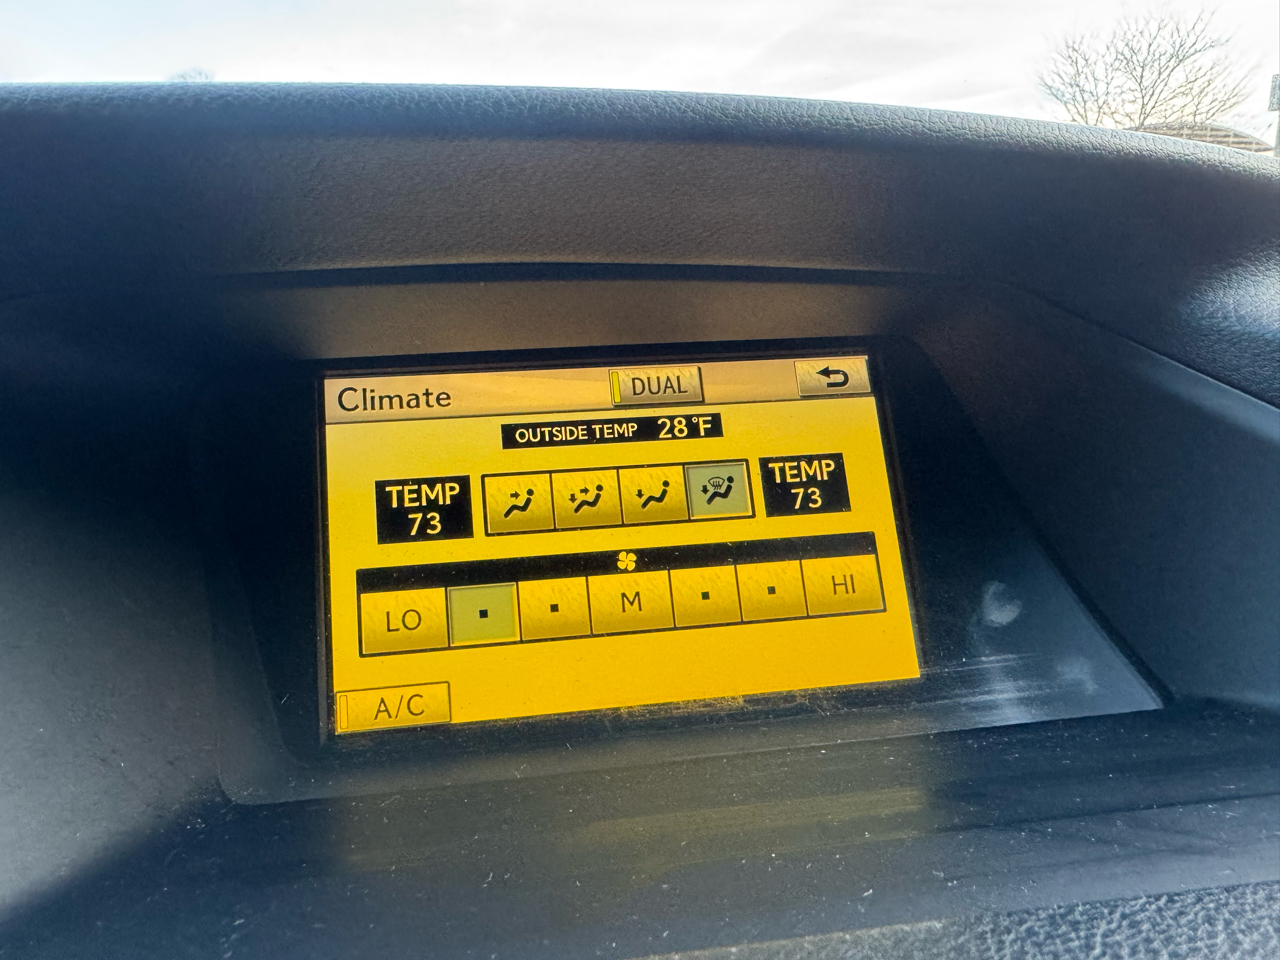 Climate
DUAL
OUTSIDE TEMP 28°F
TEMP
73
TEMP
73
LO
M
HI
A/C